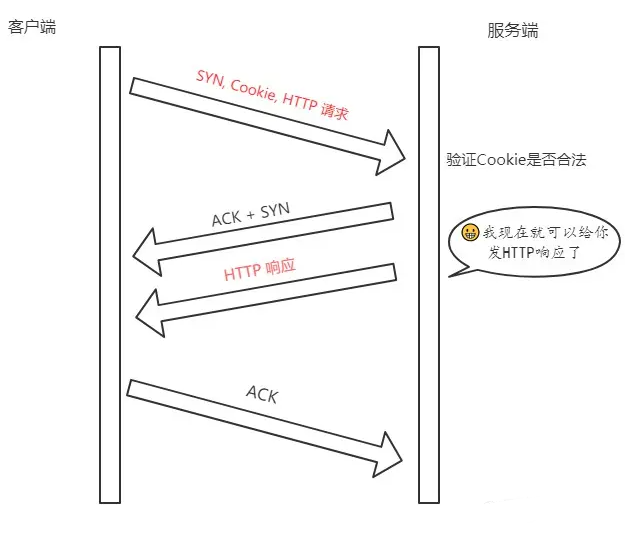 客户端
服务端
SYN, Cookie, HTTP 请求
验证Cookie是否合法
ACK + SYN
😀我现在就可以给你
发HTTP响应了
HTTP 响应
ACK